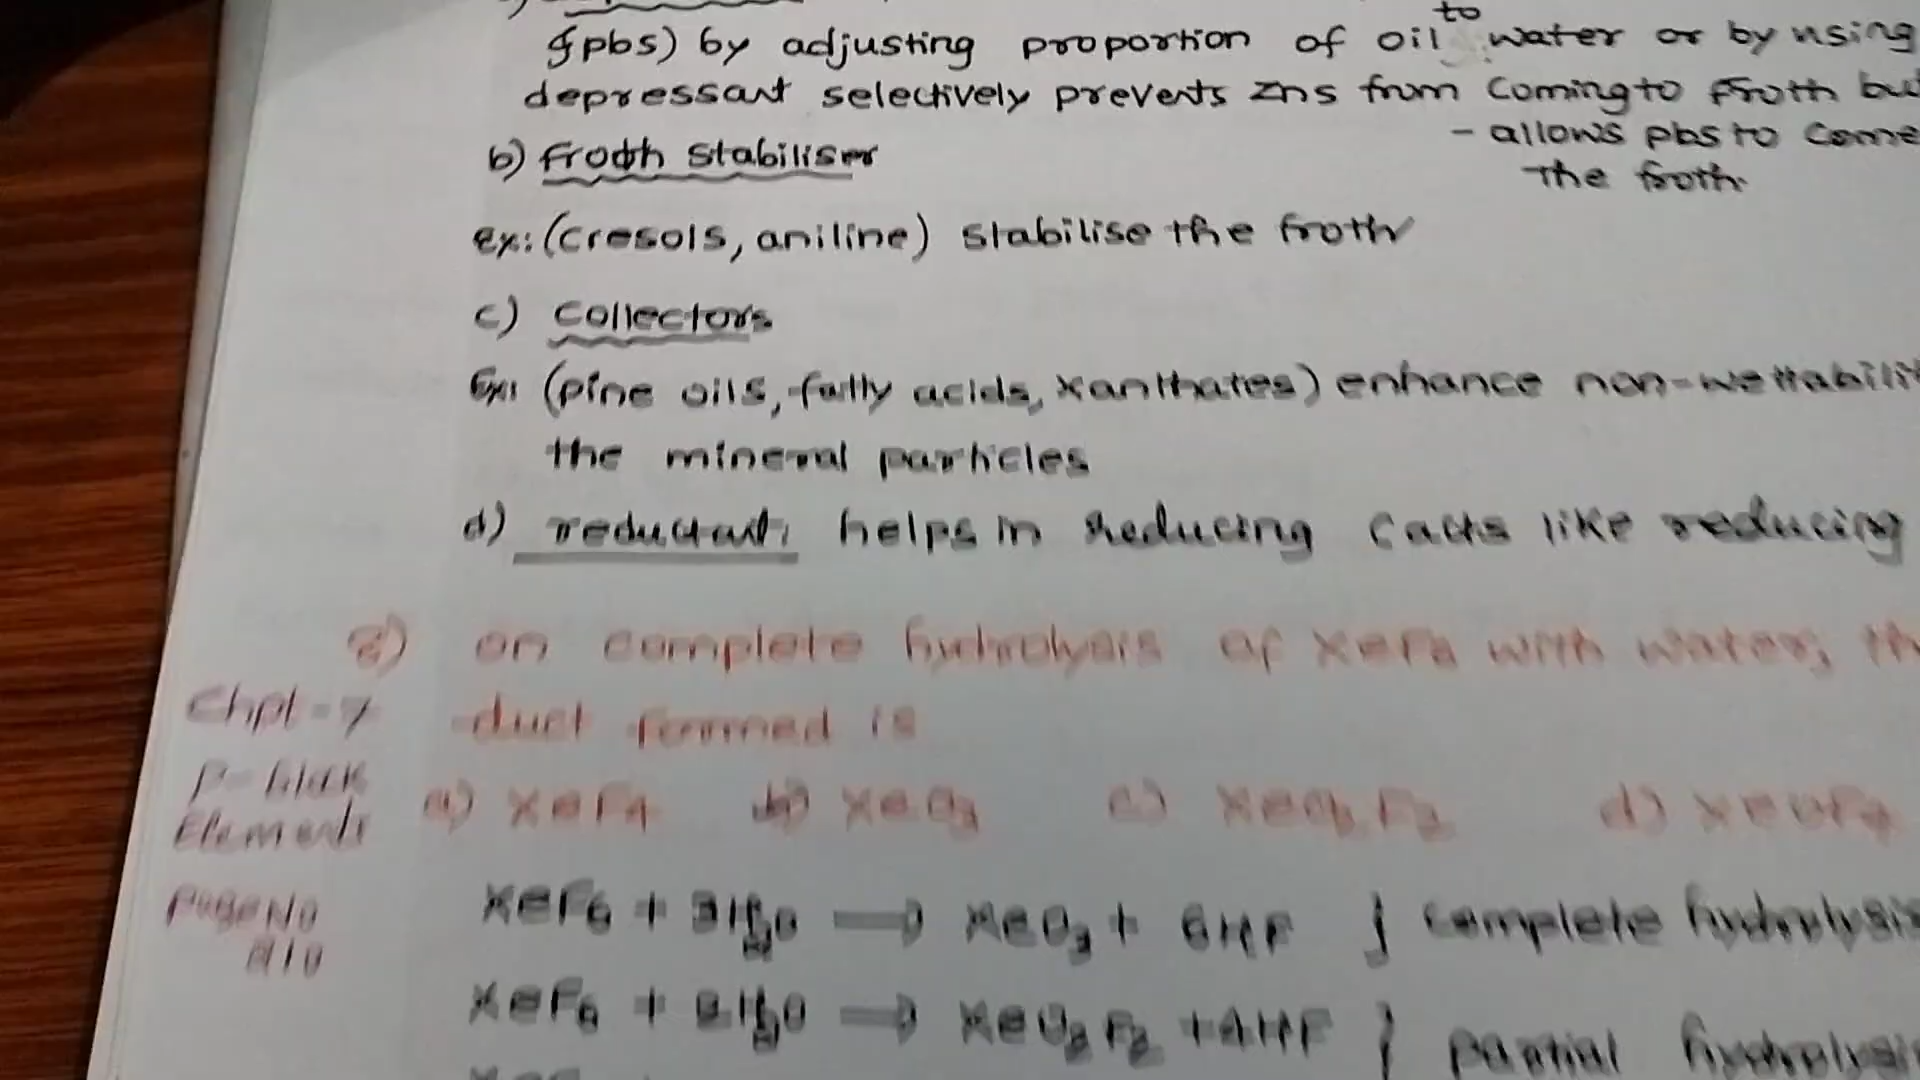 & pbs) by adjusting proportion of oil to water or by using
depressant selectively prevents zns from coming to froth but
- allows pbs to come
the froth.
b) froth stabiliser
ex: (cresols, aniline) stabilise the froth
c) collectors
Ex: (pine oils, fatty acids, xanthates) enhance non-wettabilit
the mineral particles
d) reductant: helps in reducing like reducing
on complete hydrolysis of with water, th
Chpt-7 -duct formed is
p-block
Elements a) XeF4 b) XeO3 c) XeO2F2 d) XeOF4
Page No XeF6 + 3H2O → XeO3 + 6HF } complete hydrolysis
XeF6 + 2H2O → XeO2F2 + 4HF } partial hydrolysis